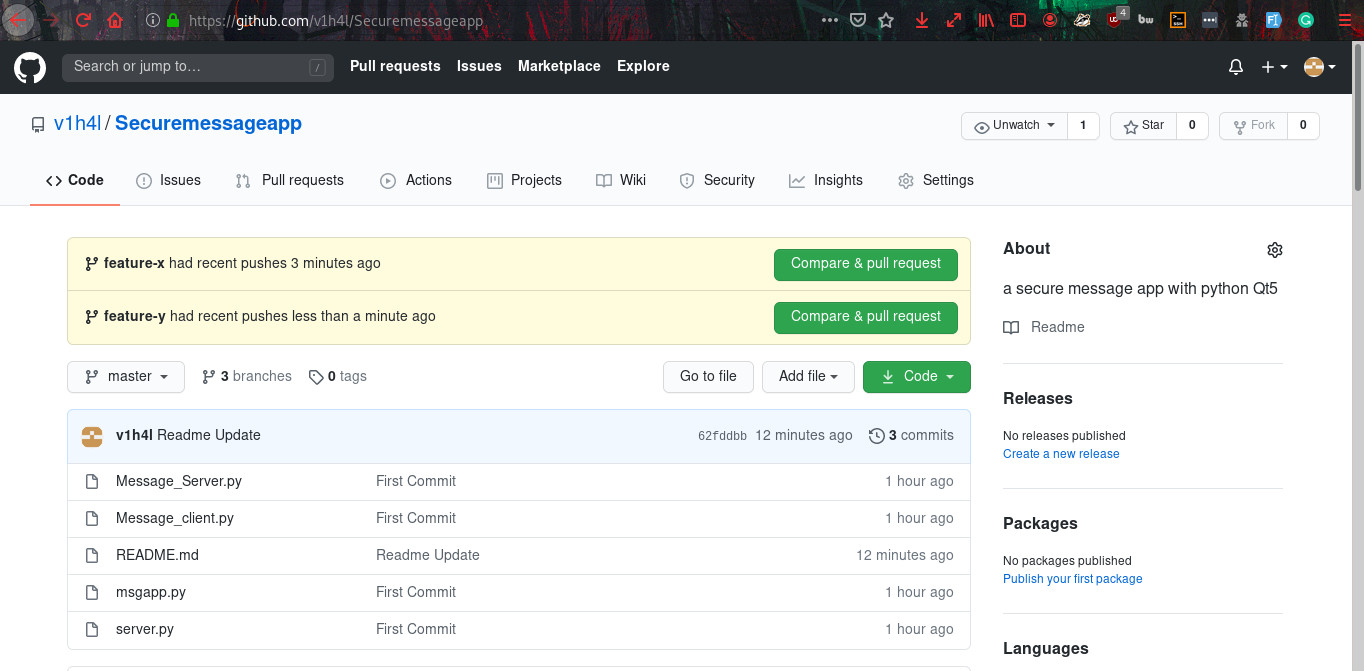 https://github.com/v1h4l/Securemessageapp
4
Search or jump to… /
Pull requests Issues Marketplace Explore
v1h4l / Securemessageapp
Unwatch 1 Star 0 Fork 0
Code Issues Pull requests Actions Projects Wiki Security Insights Settings
feature-x had recent pushes 3 minutes ago Compare & pull request
feature-y had recent pushes less than a minute ago Compare & pull request
master 3 branches 0 tags Go to file Add file Code
v1h4l Readme Update 62fddbb 12 minutes ago 3 commits
Message_Server.py First Commit 1 hour ago
Message_client.py First Commit 1 hour ago
README.md Readme Update 12 minutes ago
msgapp.py First Commit 1 hour ago
server.py First Commit 1 hour ago
About
a secure message app with python Qt5
Readme
Releases
No releases published
Create a new release
Packages
No packages published
Publish your first package
Languages